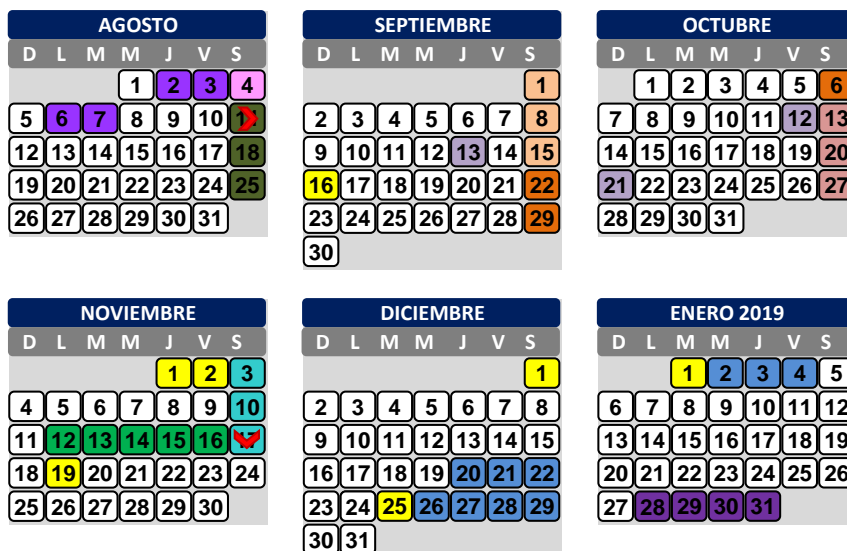 AGOSTO
D L M M J V S
1 2 3 4
5 6 7 8 9 10
12 13 14 15 16 17 18
19 20 21 22 23 24 25
26 27 28 29 30 31
SEPTIEMBRE
D L M M J V S
1
2 3 4 5 6 7 8
9 10 11 12 13 14 15
16 17 18 19 20 21 22
23 24 25 26 27 28 29
30
OCTUBRE
D L M M J V S
1 2 3 4 5 6
7 8 9 10 11 12 13
14 15 16 17 18 19 20
21 22 23 24 25 26 27
28 29 30 31
NOVIEMBRE
D L M M J V S
1 2 3
4 5 6 7 8 9 10
11 12 13 14 15 16
18 19 20 21 22 23 24
25 26 27 28 29 30
DICIEMBRE
D L M M J V S
1
2 3 4 5 6 7 8
9 10 11 12 13 14 15
16 17 18 19 20 21 22
23 24 25 26 27 28 29
30 31
ENERO 2019
D L M M J V S
1 2 3 4 5
6 7 8 9 10 11 12
13 14 15 16 17 18 19
20 21 22 23 24 25 26
27 28 29 30 31